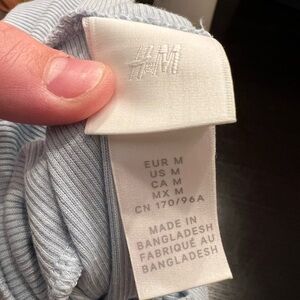 H&M
EUR M
US M
CA M
MX M
CN 170/96A
MADE IN
BANGLADESH
FABRIQUÉ AU
BANGLADESH